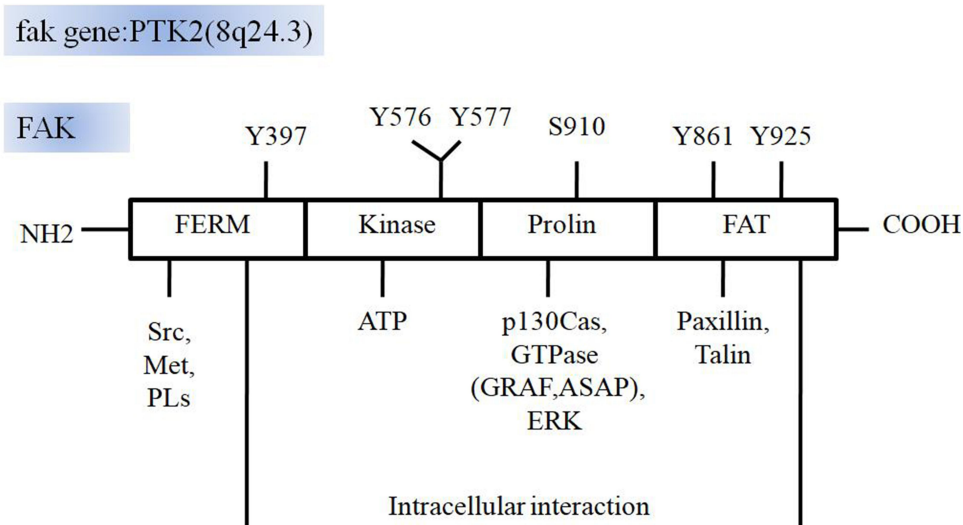 fak gene:PTK2(8q24.3)
FAK
Y397
Y576 Y577
S910
Y861 Y925
NH2
FERM
Kinase
Prolin
FAT
COOH
Src,
Met,
PLs
ATP
p130Cas,
GTPase
(GRAF,ASAP),
ERK
Paxillin,
Talin
Intracellular interaction